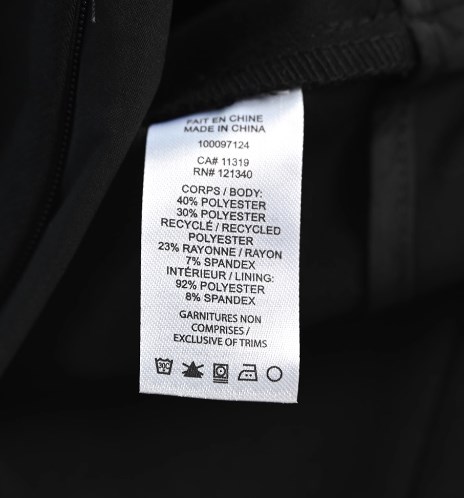 FAIT EN CHINE
MADE IN CHINA
100097124
CA# 11319
RN# 121340
CORPS / BODY:
40% POLYESTER
30% POLYESTER
RECYCLÉ / RECYCLED
POLYESTER
23% RAYONNE / RAYON
7% SPANDEX
INTÉRIEUR / LINING:
92% POLYESTER
8% SPANDEX
GARNITURES NON
COMPRISES /
EXCLUSIVE OF TRIMS
30C